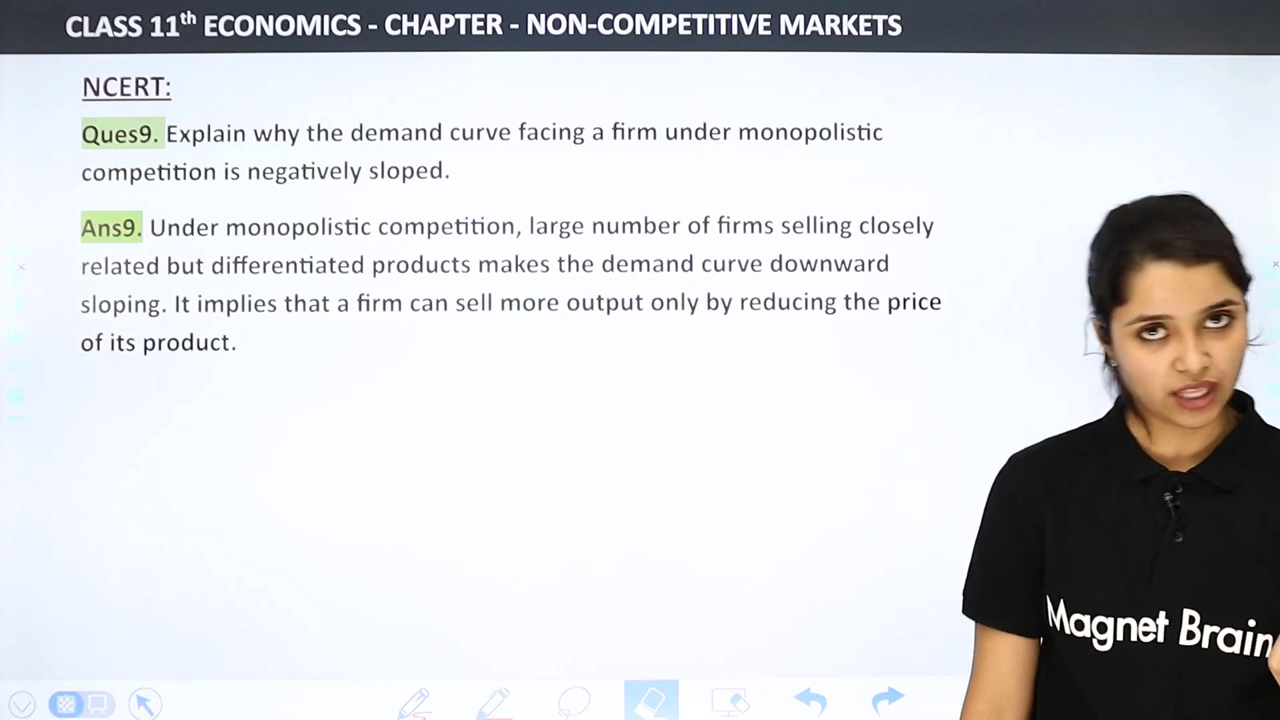 CLASS 11th ECONOMICS - CHAPTER - NON-COMPETITIVE MARKETS
NCERT:
Ques9. Explain why the demand curve facing a firm under monopolistic
competition is negatively sloped.
Ans9. Under monopolistic competition, large number of firms selling closely
related but differentiated products makes the demand curve downward
sloping. It implies that a firm can sell more output only by reducing the price
of its product.
Magnet Brain